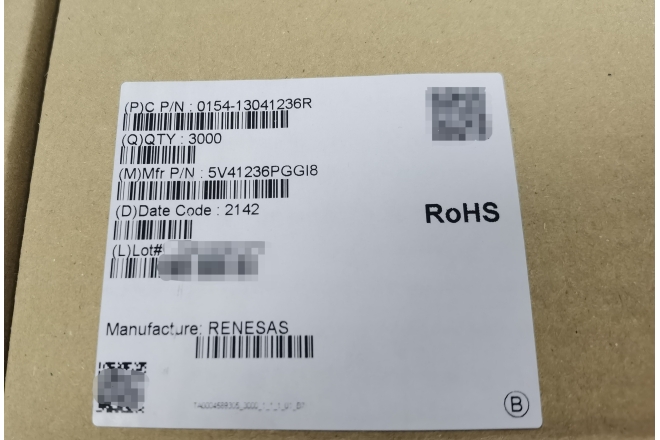 (P)C P/N : 0154-13041236R
(Q)QTY : 3000
(M)Mfr P/N : 5V41236PGGI8
(D)Date Code : 2142
RoHS
(L)Lot#
Manufacture: RENESAS
B